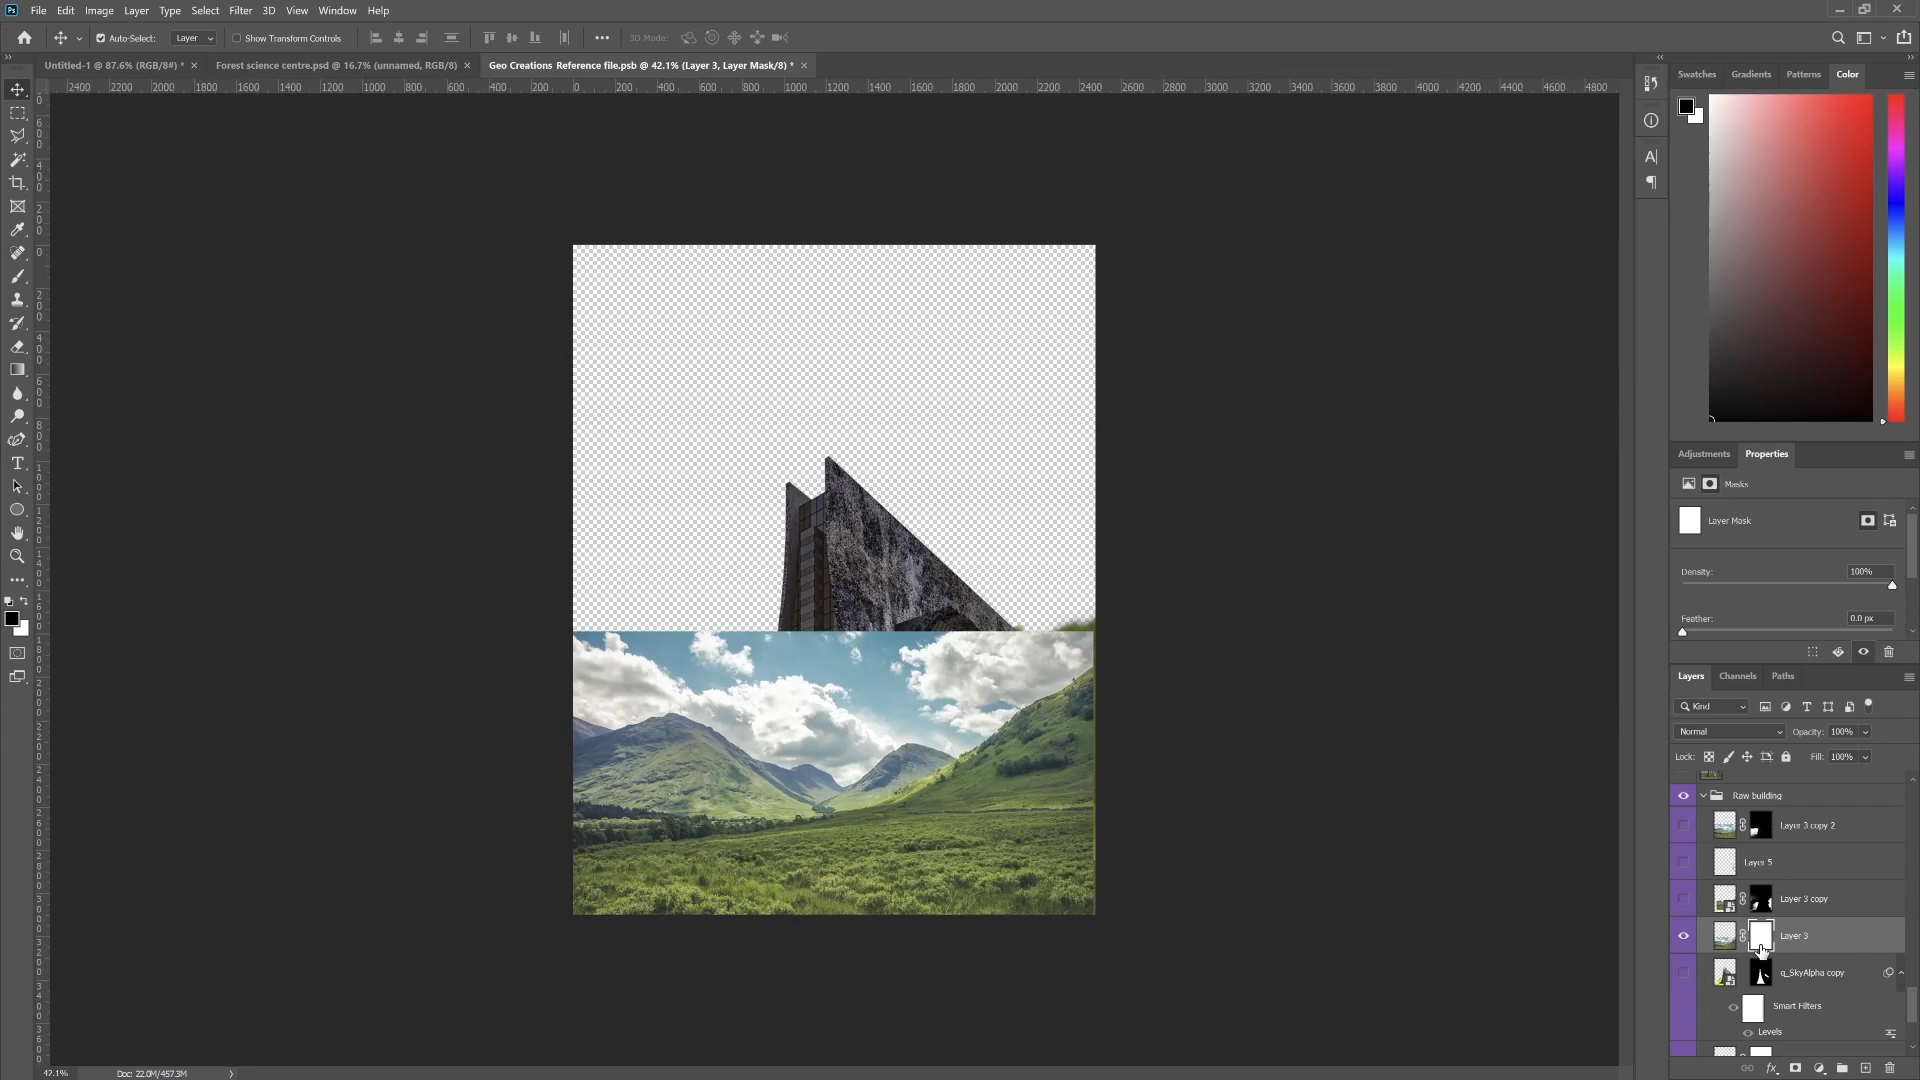 Ps File Edit Image Layer Type Select Filter 3D View Window Help
Auto-Select: Layer Show Transform Controls 3D Mode:
Untitled-1 @ 87.6% (RGB/8#) * × Forest science centre.psd @ 16.7% (unnamed, RGB/8) × Geo Creations Reference file.psb @ 42.1% (Layer 3, Layer Mask/8) * ×
2400 2200 2000 1800 1600 1400 1200 1000 800 600 400 200 0 200 400 600 800 1000 1200 1400 1600 1800 2000 2200 2400 2600 2800 3000 3200 3400 3600 3800 4000 4200 4400 4600 4800
Swatches Gradients Patterns Color
Adjustments Properties
Masks
Layer Mask
Density: 100%
Feather: 0.0 px
Layers Channels Paths
Kind
Normal Opacity: 100%
Lock: Fill: 100%
Raw building
Layer 3 copy 2
Layer 5
Layer 3 copy
Layer 3
q_SkyAlpha copy
Smart Filters
Levels
42.1% Doc: 22.0M/457.3M